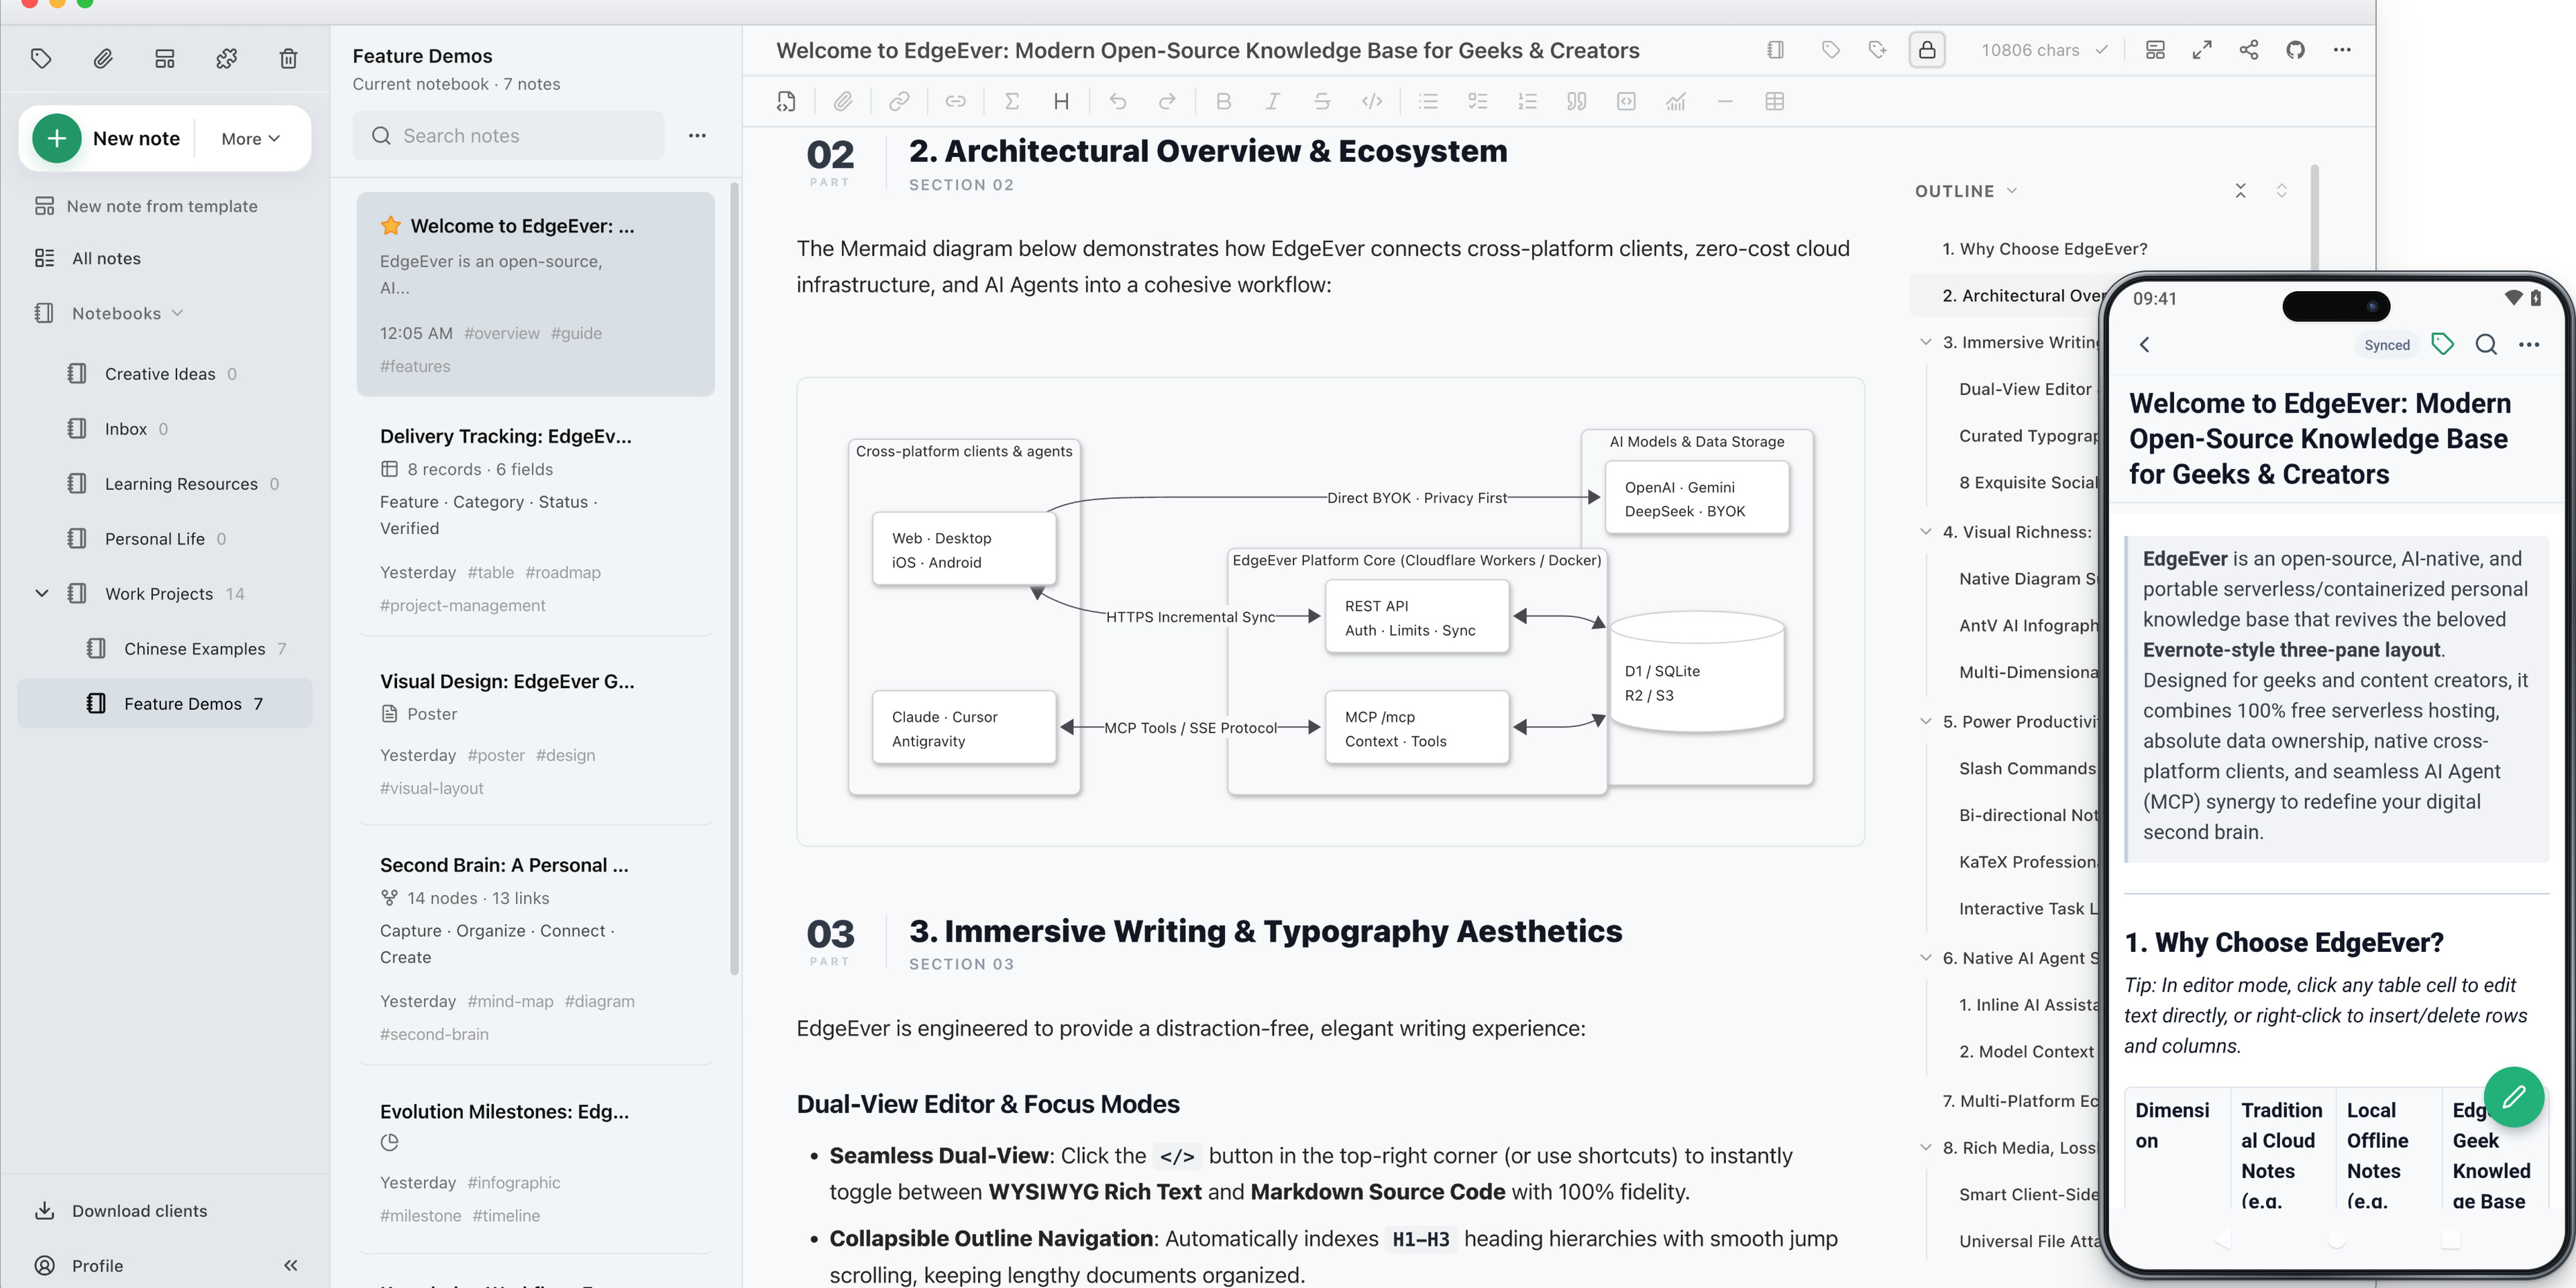 New note
More
New note from template
All notes
Notebooks
Creative Ideas 0
Inbox 0
Learning Resources 0
Personal Life 0
Work Projects 14
Chinese Examples 7
Feature Demos 7
Download clients
Profile
Feature Demos
Current notebook · 7 notes
Search notes
Welcome to EdgeEver: ...
EdgeEver is an open-source,
AI...
12:05 AM #overview #guide
#features
Delivery Tracking: EdgeEv...
8 records · 6 fields
Feature · Category · Status ·
Verified
Yesterday #table #roadmap
#project-management
Visual Design: EdgeEver G...
Poster
Yesterday #poster #design
#visual-layout
Second Brain: A Personal ...
14 nodes · 13 links
Capture · Organize · Connect ·
Create
Yesterday #mind-map #diagram
#second-brain
Evolution Milestones: Edg...
Yesterday #infographic
#milestone #timeline
Welcome to EdgeEver: Modern Open-Source Knowledge Base for Geeks & Creators
10806 chars
02
PART
2. Architectural Overview & Ecosystem
SECTION 02
The Mermaid diagram below demonstrates how EdgeEver connects cross-platform clients, zero-cost cloud
infrastructure, and AI Agents into a cohesive workflow:
Cross-platform clients & agents
Web · Desktop
iOS · Android
Claude · Cursor
Antigravity
Direct BYOK · Privacy First
HTTPS Incremental Sync
MCP Tools / SSE Protocol
EdgeEver Platform Core (Cloudflare Workers / Docker)
REST API
Auth · Limits · Sync
MCP /mcp
Context · Tools
AI Models & Data Storage
OpenAI · Gemini
DeepSeek · BYOK
D1 / SQLite
R2 / S3
03
PART
3. Immersive Writing & Typography Aesthetics
SECTION 03
EdgeEver is engineered to provide a distraction-free, elegant writing experience:
Dual-View Editor & Focus Modes
• Seamless Dual-View: Click the </> button in the top-right corner (or use shortcuts) to instantly
toggle between WYSIWYG Rich Text and Markdown Source Code with 100% fidelity.
• Collapsible Outline Navigation: Automatically indexes H1–H3 heading hierarchies with smooth jump
scrolling, keeping lengthy documents organized.
OUTLINE
1. Why Choose EdgeEver?
2. Architectural Over
3. Immersive Writing
Dual-View Editor
Curated Typograp
8 Exquisite Social
4. Visual Richness:
Native Diagram S
AntV AI Infograph
Multi-Dimensiona
5. Power Productivi
Slash Commands
Bi-directional Not
KaTeX Profession
Interactive Task L
6. Native AI Agent S
1. Inline AI Assista
2. Model Context
7. Multi-Platform Ec
8. Rich Media, Loss
Smart Client-Side
Universal File Atta
09:41
Synced
Welcome to EdgeEver: Modern
Open-Source Knowledge Base
for Geeks & Creators
EdgeEver is an open-source, AI-native, and
portable serverless/containerized personal
knowledge base that revives the beloved
Evernote-style three-pane layout.
Designed for geeks and content creators, it
combines 100% free serverless hosting,
absolute data ownership, native cross-
platform clients, and seamless AI Agent
(MCP) synergy to redefine your digital
second brain.
1. Why Choose EdgeEver?
Tip: In editor mode, click any table cell to edit
text directly, or right-click to insert/delete rows
and columns.
Dimensi
on
Tradition
al Cloud
Notes
(e.g.
Local
Offline
Notes
(e.g.
Edg
Geek
Knowled
ge Base